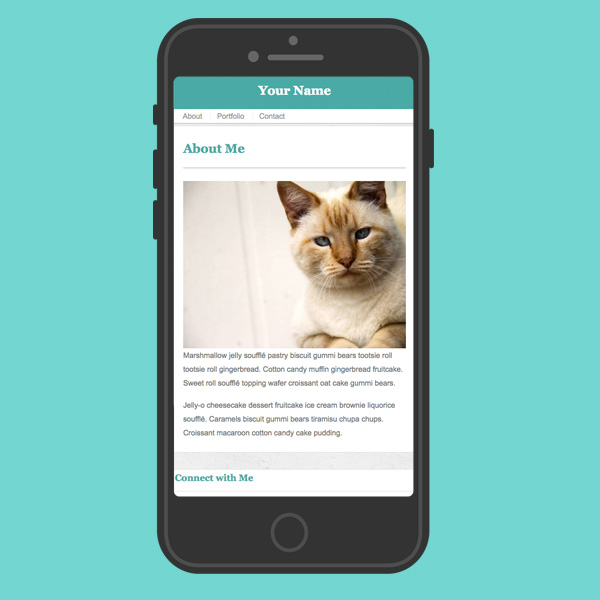 Your Name
About
Portfolio
Contact
About Me
Marshmallow jelly soufflé pastry biscuit gummi bears tootsie roll
tootsie roll gingerbread. Cotton candy muffin gingerbread fruitcake.
Sweet roll soufflé topping wafer croissant oat cake gummi bears.
Jelly-o cheesecake dessert fruitcake ice cream brownie liquorice
soufflé. Caramels biscuit gummi bears tiramisu chupa chups.
Croissant macaroon cotton candy cake pudding.
Connect with Me